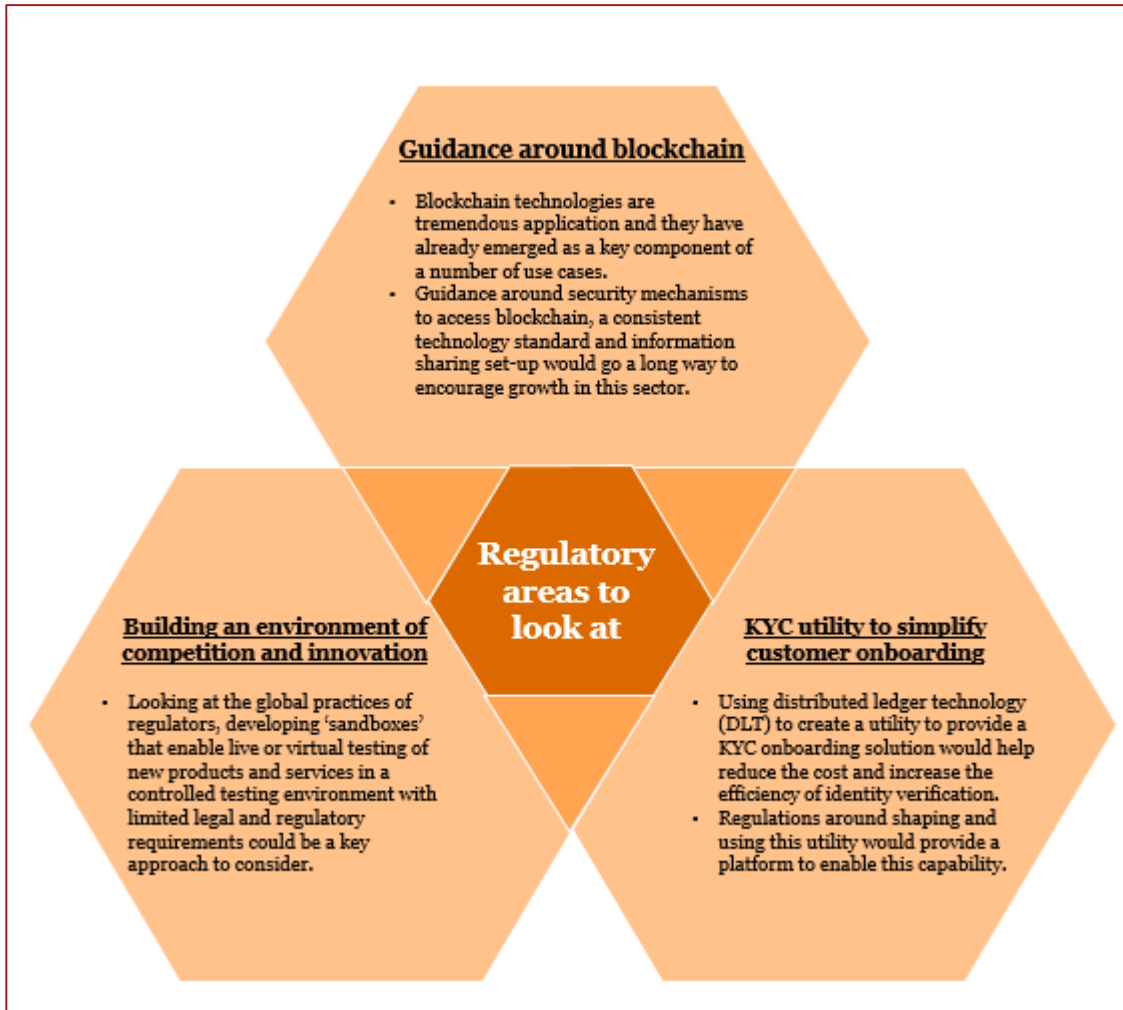 Guidance around blockchain
• Blockchain technologies are
tremendous application and they have
already emerged as a key component of
a number of use cases.
• Guidance around security mechanisms
to access blockchain, a consistent
technology standard and information
sharing set-up would go a long way to
encourage growth in this sector.
Regulatory
areas to
look at
Building an environment of
competition and innovation
• Looking at the global practices of
regulators, developing ‘sandboxes’
that enable live or virtual testing of
new products and services in a
controlled testing environment with
limited legal and regulatory
requirements could be a key
approach to consider.
KYC utility to simplify
customer onboarding
• Using distributed ledger technology
(DLT) to create a utility to provide a
KYC onboarding solution would help
reduce the cost and increase the
efficiency of identity verification.
• Regulations around shaping and
using this utility would provide a
platform to enable this capability.